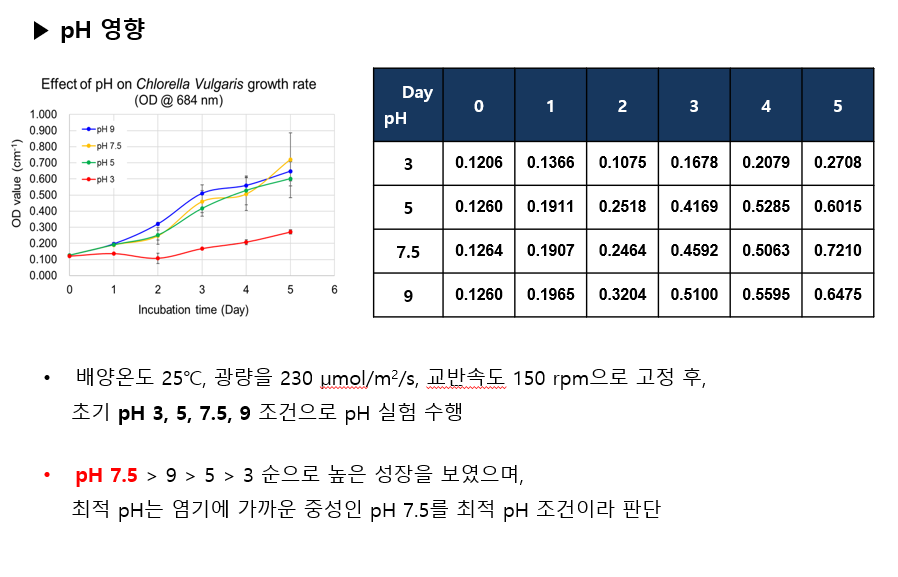 ▶ pH 영향
Effect of pH on Chlorella Vulgaris growth rate
(OD @ 684 nm)
OD value (cm⁻¹)
1.000
0.900
0.800
0.700
0.600
0.500
0.400
0.300
0.200
0.100
0.000
pH 9
pH 7.5
pH 5
pH 3
0 1 2 3 4 5 6
Incubation time (Day)
Day
pH
0 1 2 3 4 5
3 0.1206 0.1366 0.1075 0.1678 0.2079 0.2708
5 0.1260 0.1911 0.2518 0.4169 0.5285 0.6015
7.5 0.1264 0.1907 0.2464 0.4592 0.5063 0.7210
9 0.1260 0.1965 0.3204 0.5100 0.5595 0.6475
• 배양온도 25℃, 광량을 230 μmol/m²/s, 교반속도 150 rpm으로 고정 후,
초기 pH 3, 5, 7.5, 9 조건으로 pH 실험 수행
• pH 7.5 > 9 > 5 > 3 순으로 높은 성장을 보였으며,
최적 pH는 염기에 가까운 중성인 pH 7.5를 최적 pH 조건이라 판단